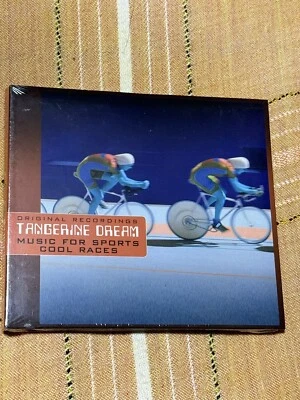 ORIGINAL RECORDINGS
TANGERINE DREAM
MUSIC FOR SPORTS
COOL RACES